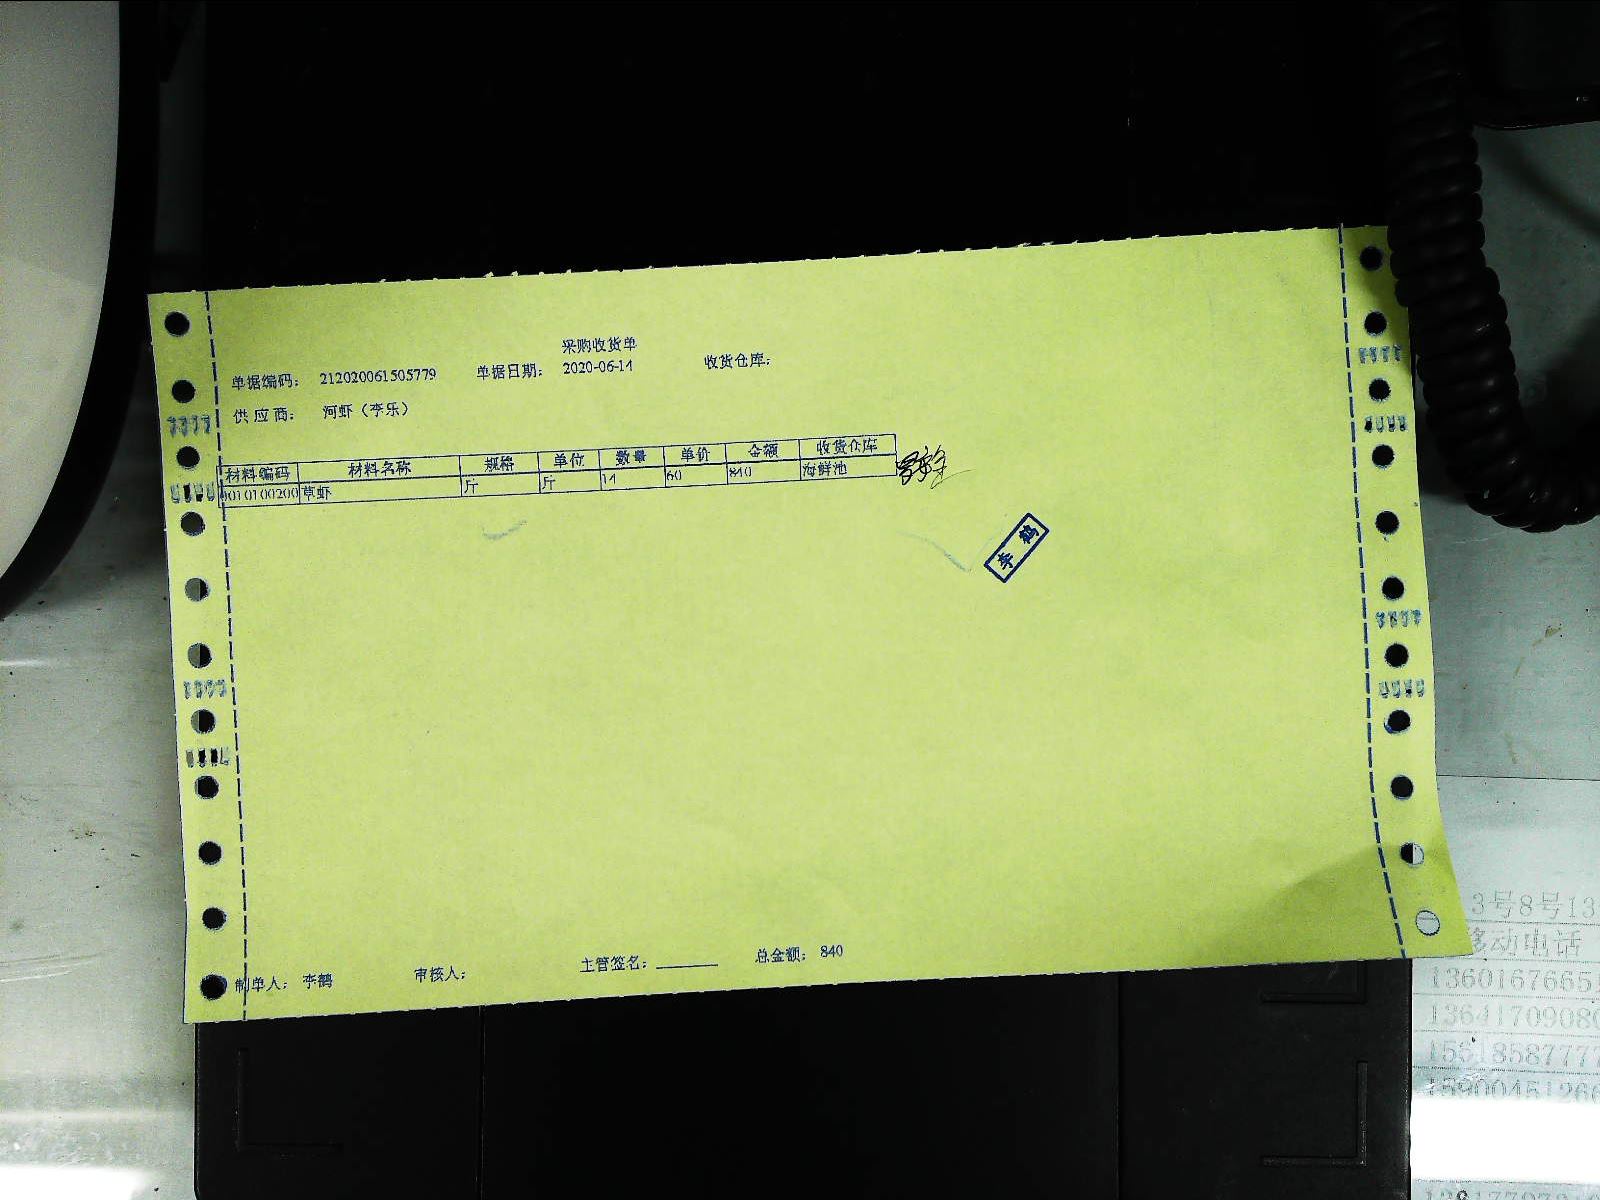 采购收货单
单据编码： 212020061505779 单据日期： 2020-06-14 收货仓库：
供应商： 河虾（李乐）
材料编码 材料名称 规格 单位 数量 单价 金额 收货仓库
0010100200 草虾 斤 斤 14 60 840 海鲜池
李鹤
制单人： 李鹤 审核人： 主管签名： 总金额： 840
3号8号13
移动电话
1360167665
1364170908